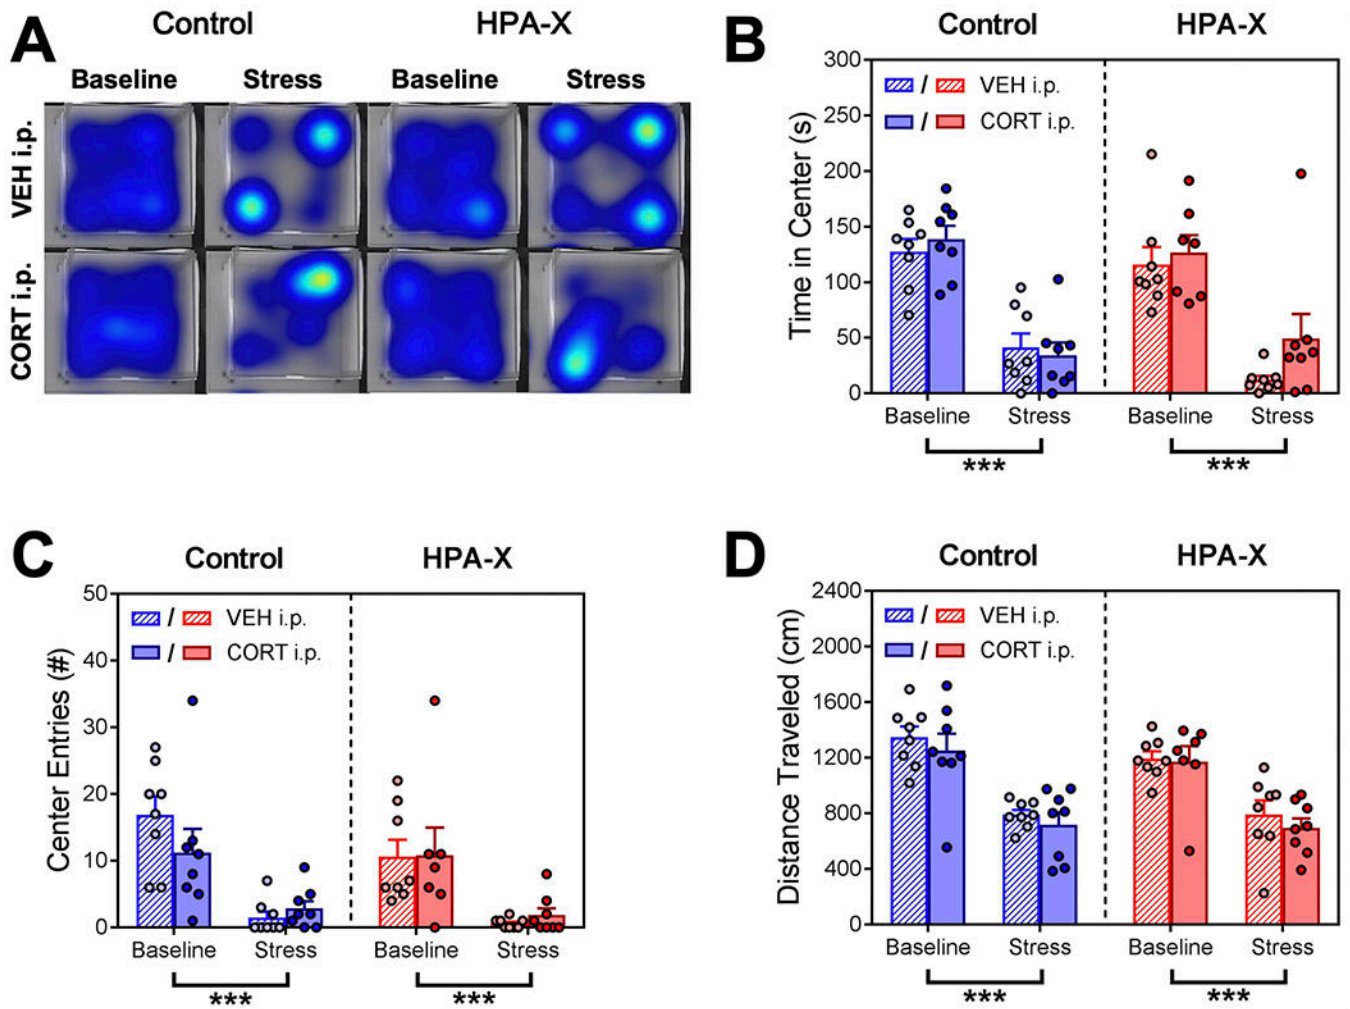 A
Control HPA-X
Baseline Stress Baseline Stress
VEH i.p.
CORT i.p.
B
Control HPA-X
Time in Center (s)
300
250
200
150
100
50
0
/ VEH i.p.
/ CORT i.p.
Baseline Stress Baseline Stress
*** ***
C
Control HPA-X
Center Entries (#)
50
40
30
20
10
0
/ VEH i.p.
/ CORT i.p.
Baseline Stress Baseline Stress
*** ***
D
Control HPA-X
Distance Traveled (cm)
2400
2000
1600
1200
800
400
0
/ VEH i.p.
/ CORT i.p.
Baseline Stress Baseline Stress
*** ***